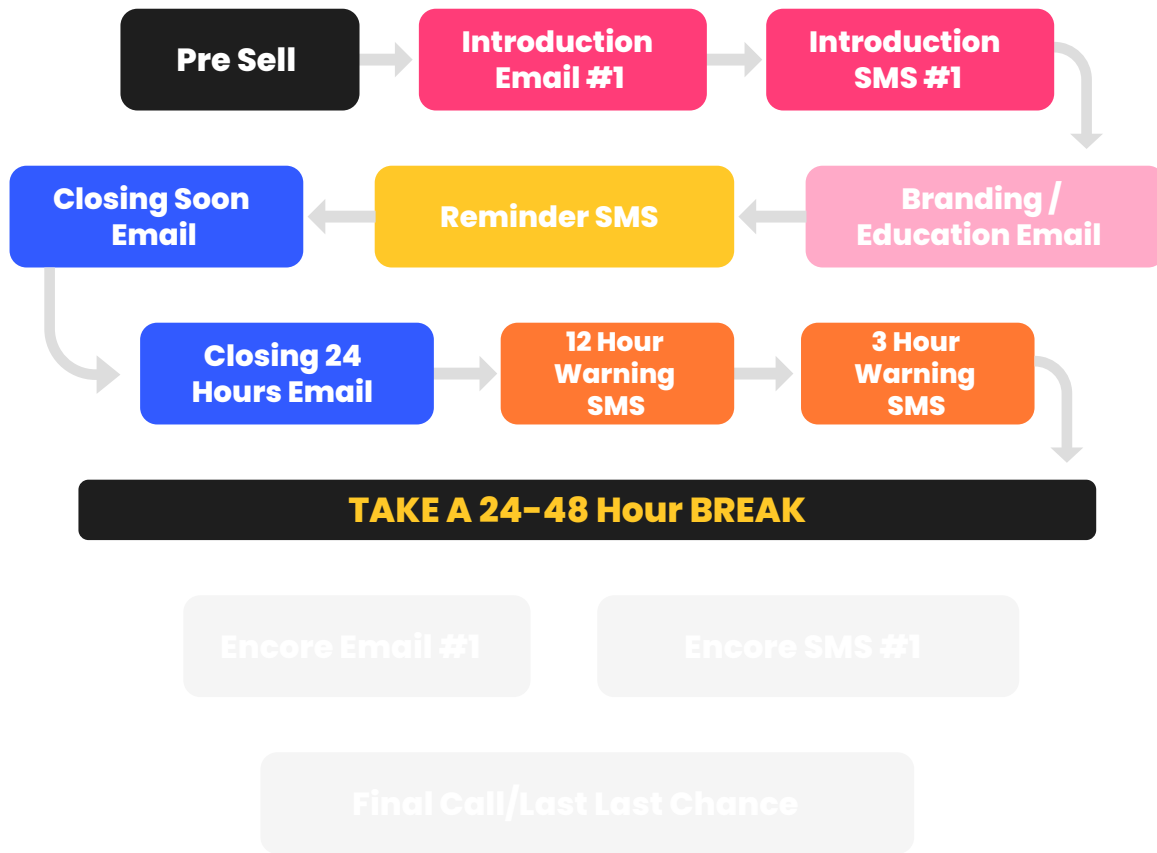 Pre Sell
Introduction
Email #1
Introduction
SMS #1
Branding /
Education Email
Reminder SMS
Closing Soon
Email
Closing 24
Hours Email
12 Hour
Warning
SMS
3 Hour
Warning
SMS
TAKE A 24-48 Hour BREAK
Encore Email #1
Encore SMS #1
Final Call/Last Last Chance